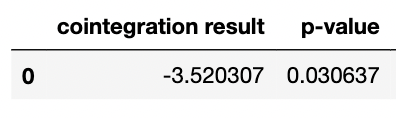 cointegration result p-value
0 -3.520307 0.030637